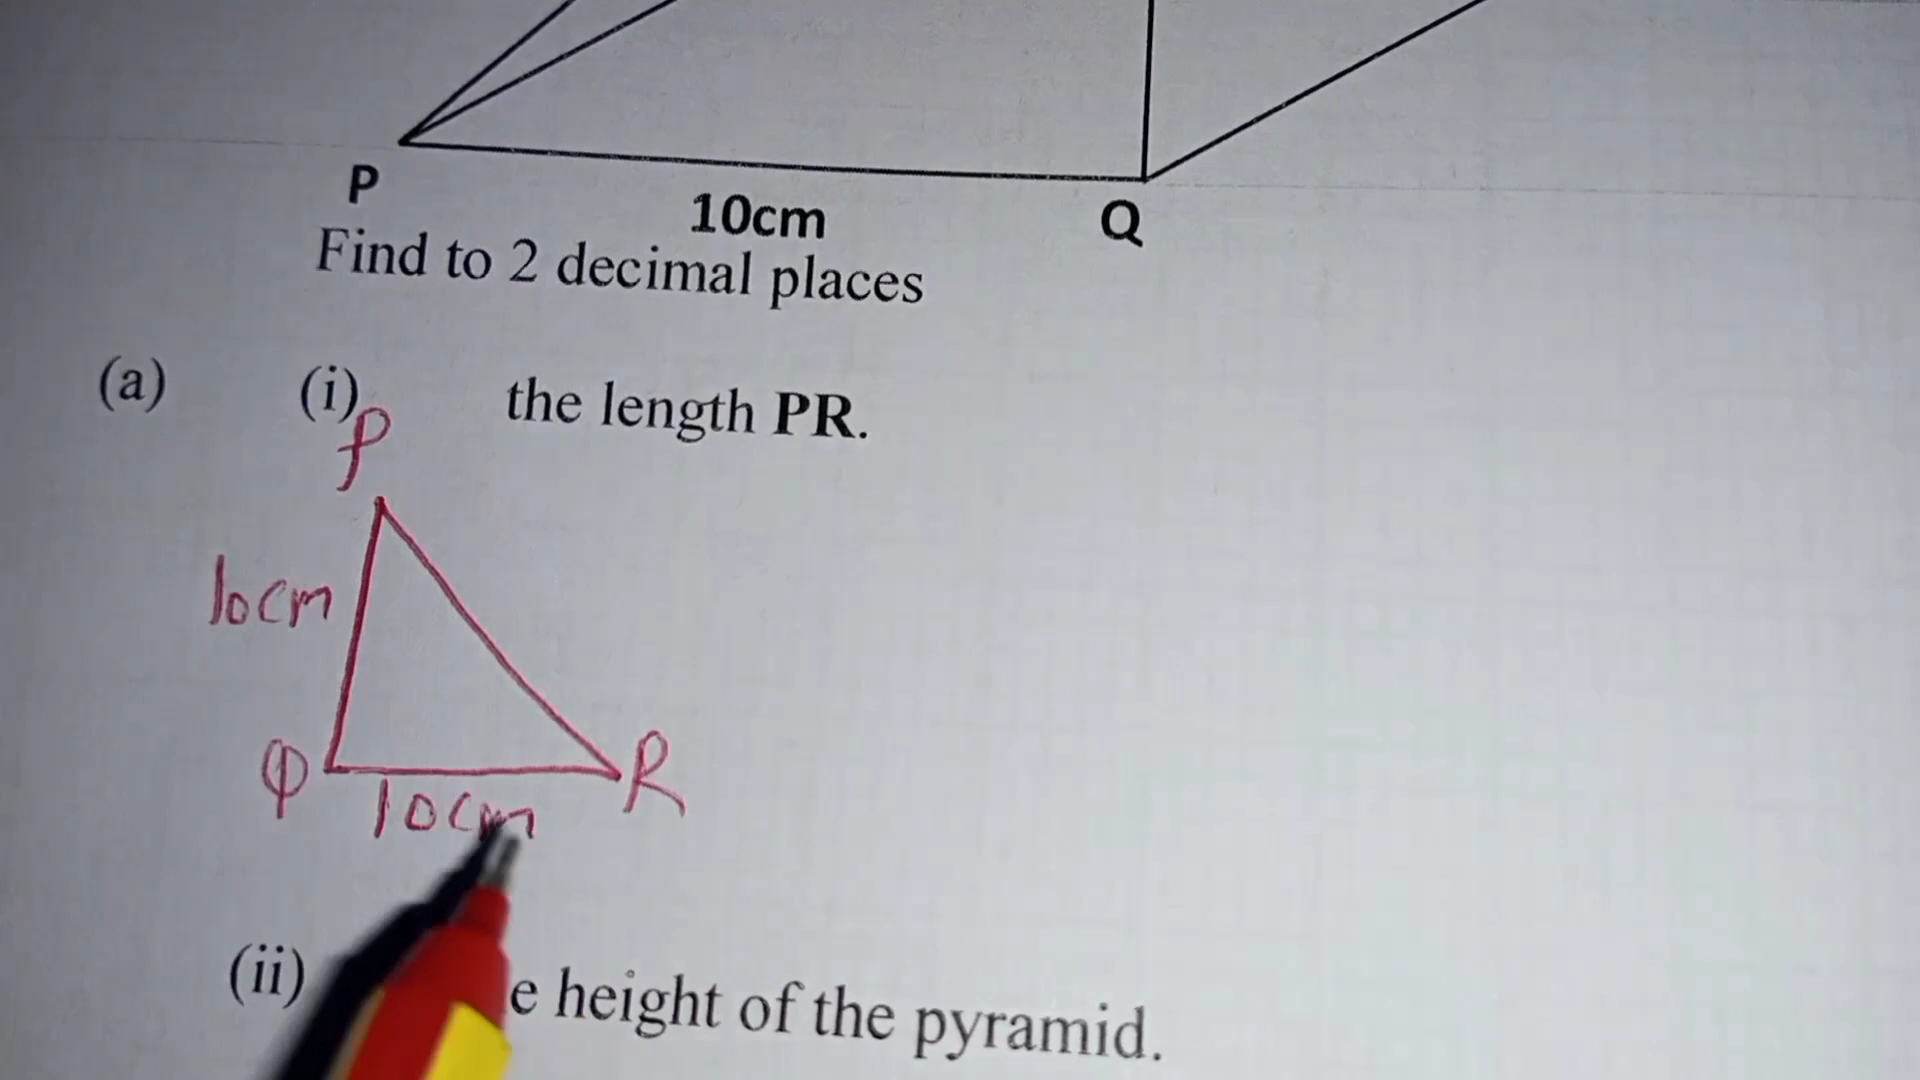 P 10cm Q
Find to 2 decimal places
(a) (i) the length PR.
P
10cm
Q 10cm R
(ii) height of the pyramid.